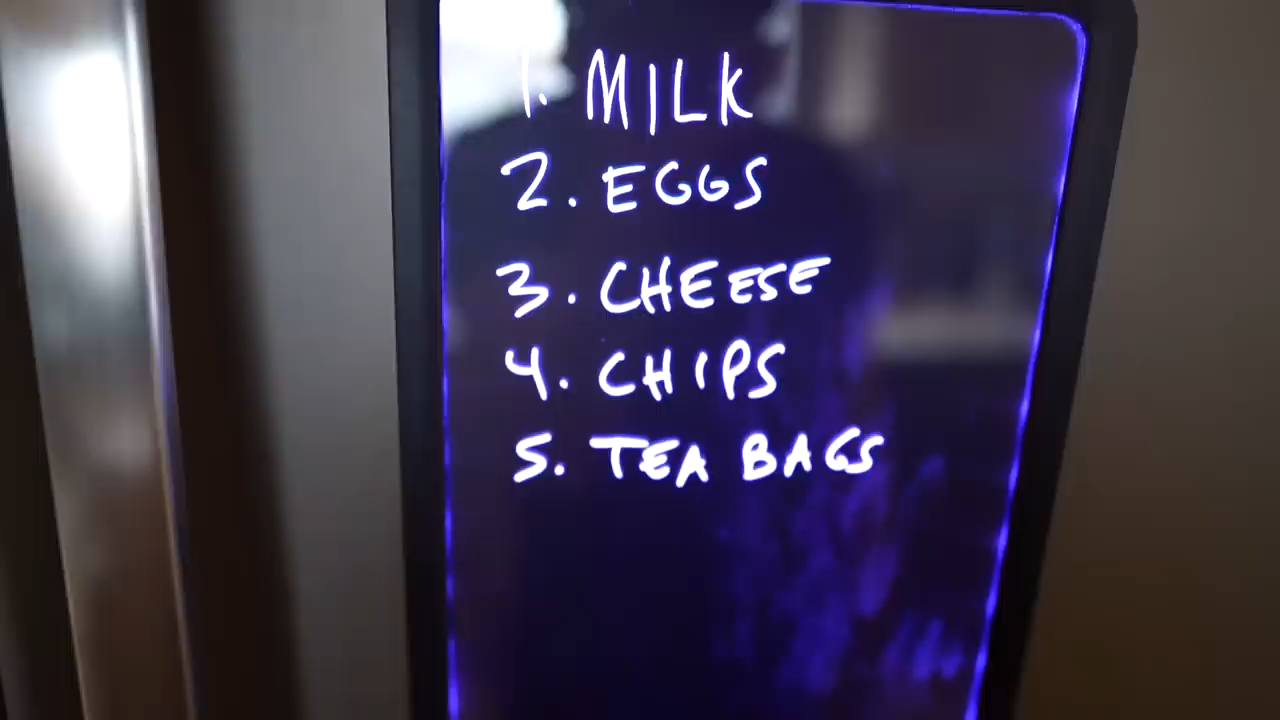 1. MILK
2. EGGS
3. CHEESE
4. CHIPS
5. TEA BAGS